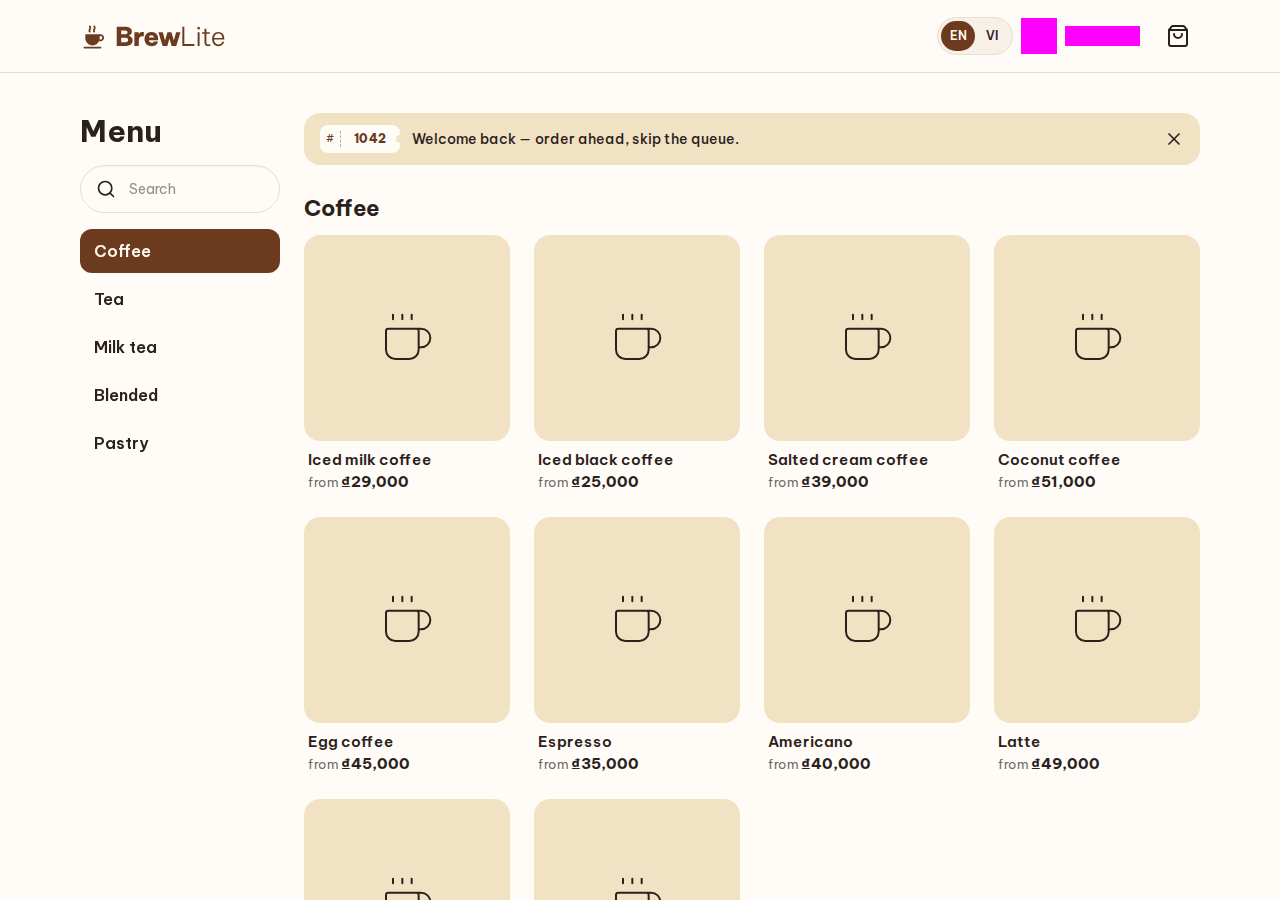 BrewLite
EN VI
Menu
Search
Coffee
Tea
Milk tea
Blended
Pastry
# 1042 Welcome back — order ahead, skip the queue.
Coffee
Iced milk coffee
from ₫29,000
Iced black coffee
from ₫25,000
Salted cream coffee
from ₫39,000
Coconut coffee
from ₫51,000
Egg coffee
from ₫45,000
Espresso
from ₫35,000
Americano
from ₫40,000
Latte
from ₫49,000